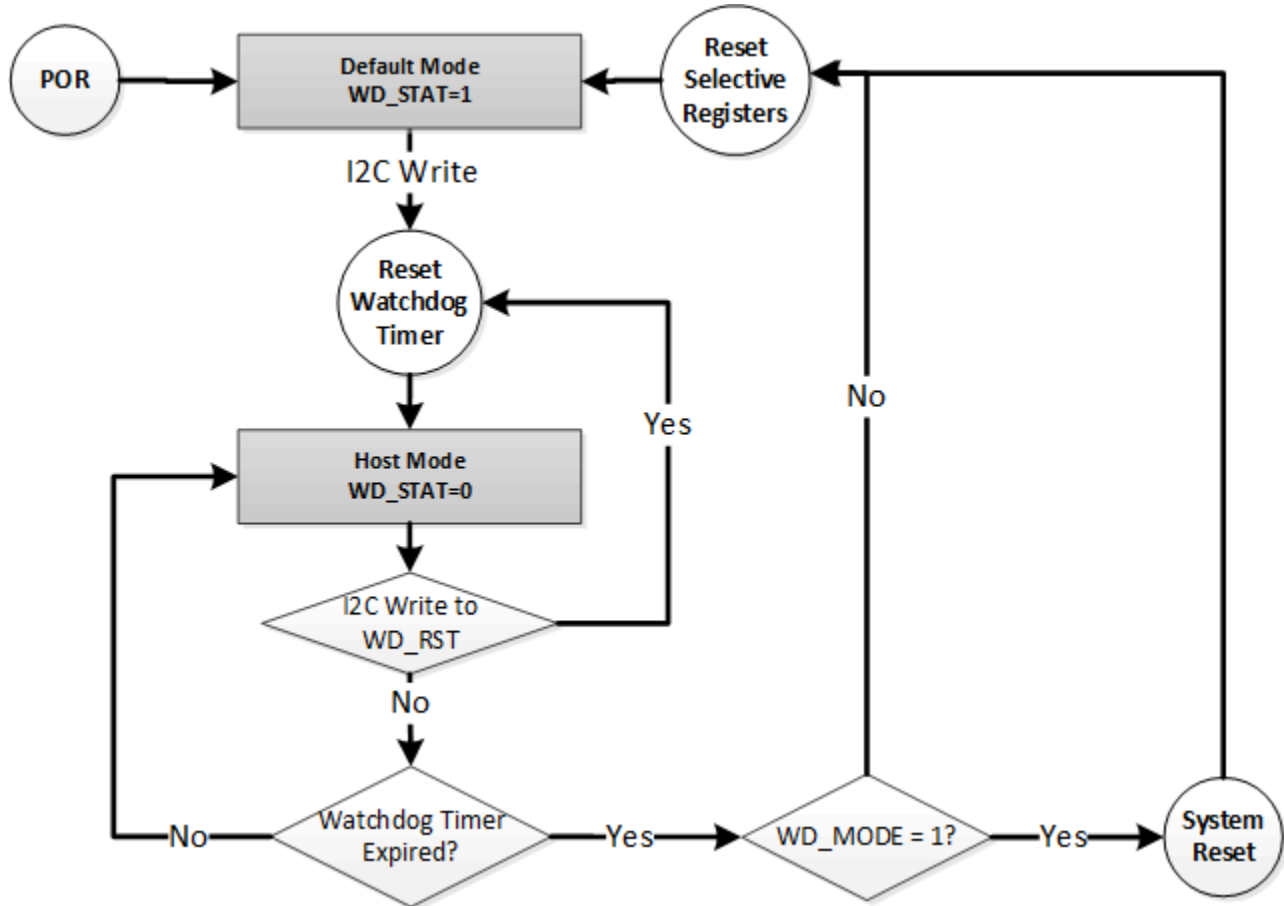 POR
Default Mode
WD_STAT=1
Reset
Selective
Registers
I2C Write
Reset
Watchdog
Timer
Yes
No
Host Mode
WD_STAT=0
I2C Write to
WD_RST
No
Watchdog Timer
Expired?
No
Yes
WD_MODE = 1?
Yes
System
Reset